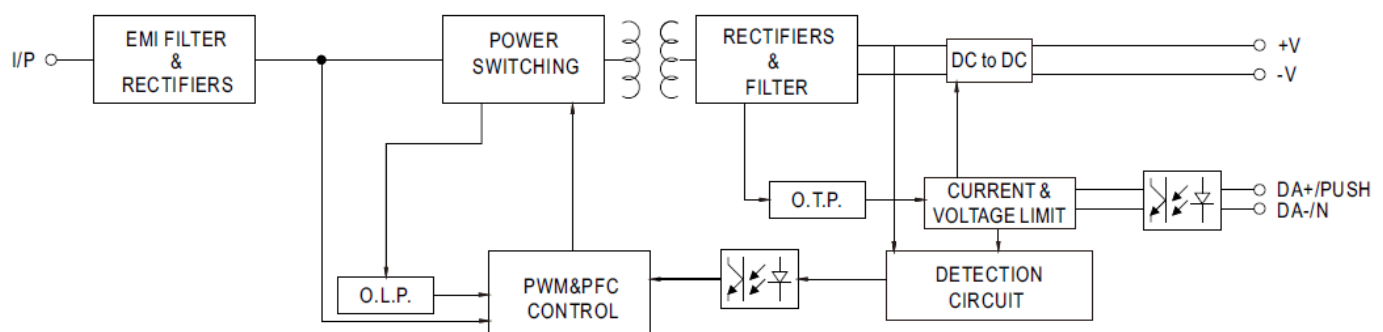 I/P
EMI FILTER
&
RECTIFIERS
POWER
SWITCHING
RECTIFIERS
&
FILTER
DC to DC
+V
-V
O.T.P.
CURRENT &
VOLTAGE LIMIT
DA+/PUSH
DA-/N
O.L.P.
PWM&PFC
CONTROL
DETECTION
CIRCUIT